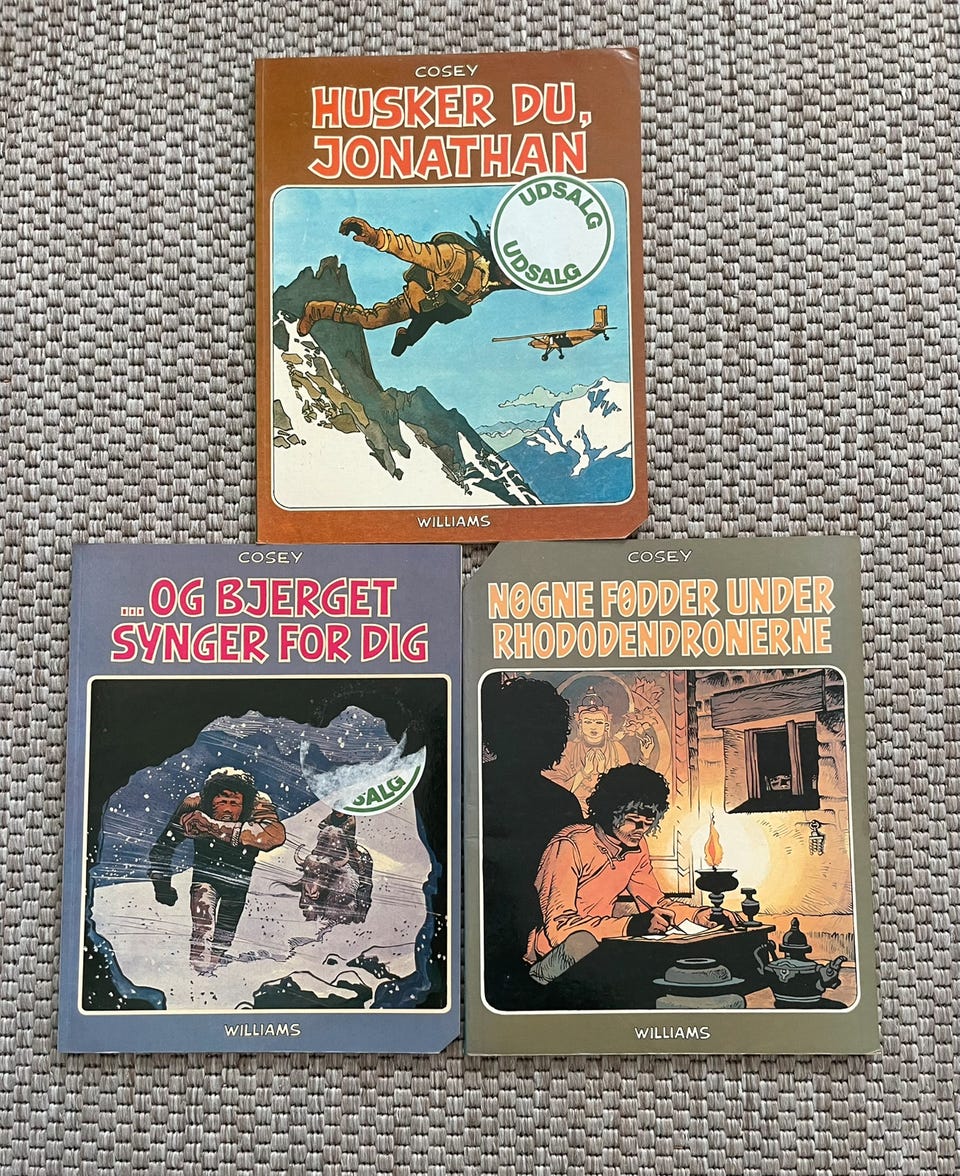 COSEY
HUSKER DU,
JONATHAN
UDSALG
UDSALG
WILLIAMS
COSEY
...OG BJERGET
SYNGER FOR DIG
SALG
WILLIAMS
COSEY
NØGNE FØDDER UNDER
RHODODENDRONERNE
WILLIAMS